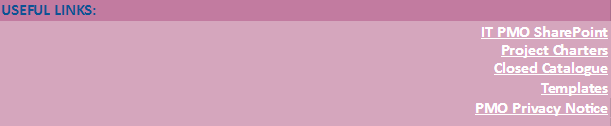 USEFUL LINKS:
IT PMO SharePoint
Project Charters
Closed Catalogue
Templates
PMO Privacy Notice